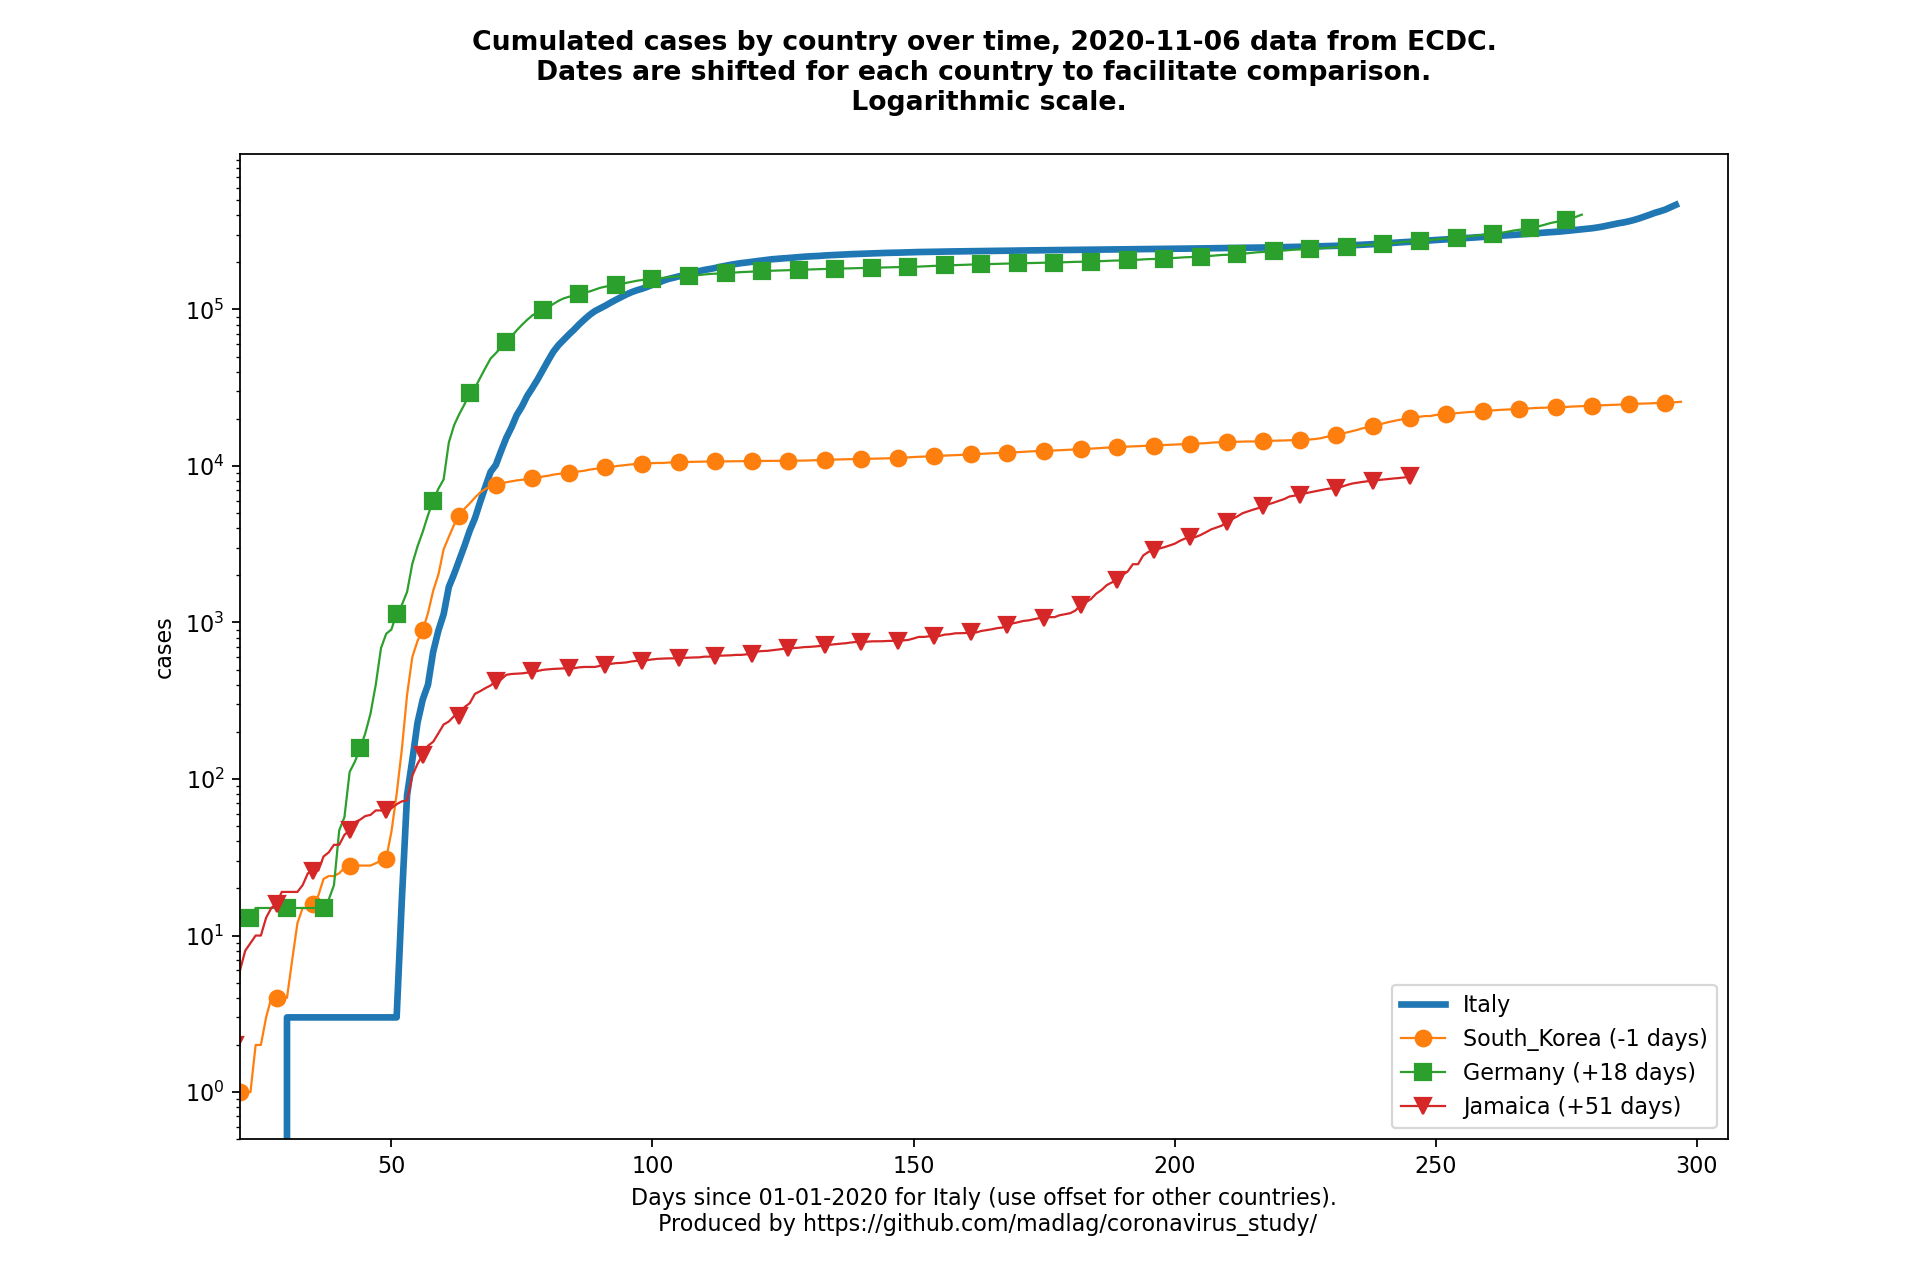 Cumulated cases by country over time, 2020-11-06 data from ECDC.
Dates are shifted for each country to facilitate comparison.
Logarithmic scale.
cases
10^5
10^4
10^3
10^2
10^1
10^0
50 100 150 200 250 300
Italy
South_Korea (-1 days)
Germany (+18 days)
Jamaica (+51 days)
Days since 01-01-2020 for Italy (use offset for other countries).
Produced by https://github.com/madlag/coronavirus_study/